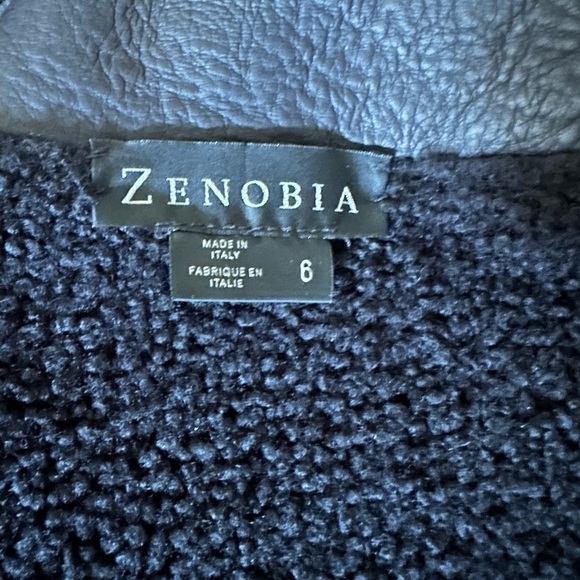 ZENOBIA
MADE IN
ITALY
FABRIQUE EN
ITALIE
6